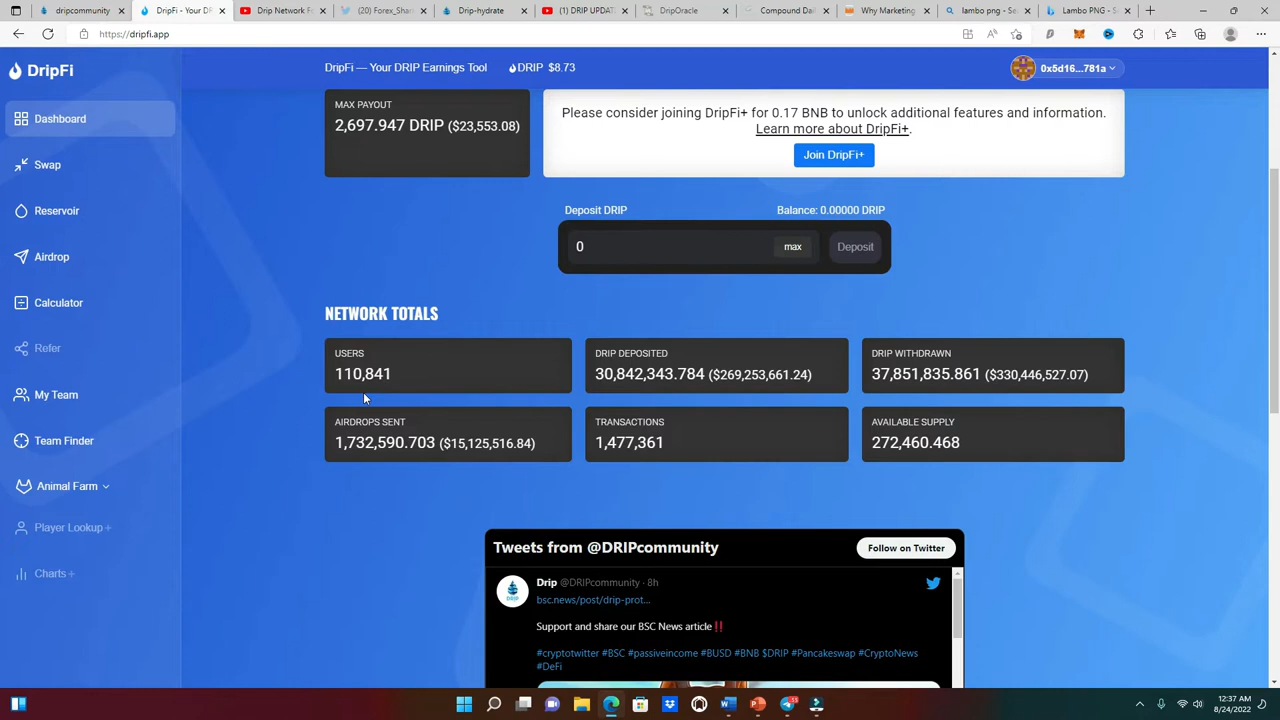 dripcommunity
DripFi - Your DR
Drip Network Fo
(20) Forex_Shar
Drip-hydrate
(1) DRIP UPDAT
DripOracle
Compound Dai
Why Marketing
lambo png - Se
Lambo PNG - S
https://dripfi.app
DripFi
DripFi — Your DRIP Earnings Tool
DRIP $8.73
0x5d16...781a
Dashboard
Swap
Reservoir
Airdrop
Calculator
Refer
My Team
Team Finder
Animal Farm
Player Lookup+
Charts+
MAX PAYOUT
2,697.947 DRIP ($23,553.08)
Please consider joining DripFi+ for 0.17 BNB to unlock additional features and information.
Learn more about DripFi+.
Join DripFi+
Deposit DRIP
Balance: 0.00000 DRIP
0
max
Deposit
NETWORK TOTALS
USERS
110,841
DRIP DEPOSITED
30,842,343.784 ($269,253,661.24)
DRIP WITHDRAWN
37,851,835.861 ($330,446,527.07)
AIRDROPS SENT
1,732,590.703 ($15,125,516.84)
TRANSACTIONS
1,477,361
AVAILABLE SUPPLY
272,460.468
Tweets from @DRIPcommunity
Follow on Twitter
Drip @DRIPcommunity · 8h
bsc.news/post/drip-prot...
Support and share our BSC News article‼️
#cryptotwitter #BSC #passiveincome #BUSD #BNB $DRIP #Pancakeswap #CryptoNews
#DeFi
12:37 AM
8/24/2022